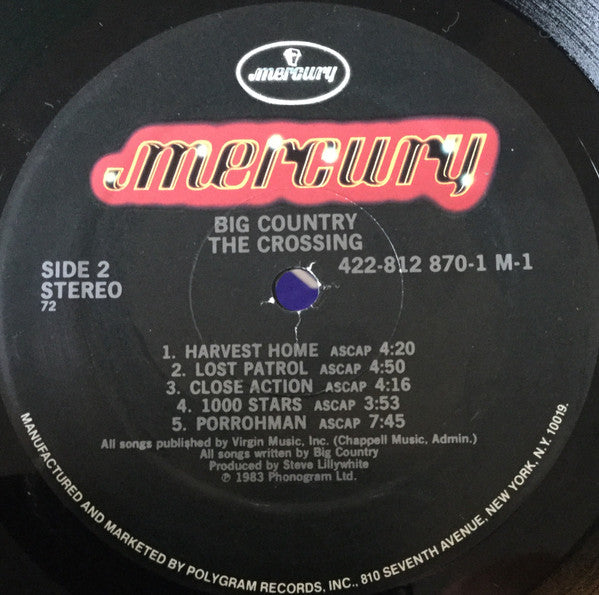 mercury
mercury
BIG COUNTRY
THE CROSSING
SIDE 2
STEREO
72
422-812 870-1 M-1
1. HARVEST HOME ASCAP 4:20
2. LOST PATROL ASCAP 4:50
3. CLOSE ACTION ASCAP 4:16
4. 1000 STARS ASCAP 3:53
5. PORROHMAN ASCAP 7:45
All songs published by Virgin Music, Inc. (Chappell Music, Admin.)
All songs written by Big Country
Produced by Steve Lillywhite
℗ 1983 Phonogram Ltd.
MANUFACTURED AND MARKETED BY POLYGRAM RECORDS, INC., 810 SEVENTH AVENUE, NEW YORK, N.Y. 10019.